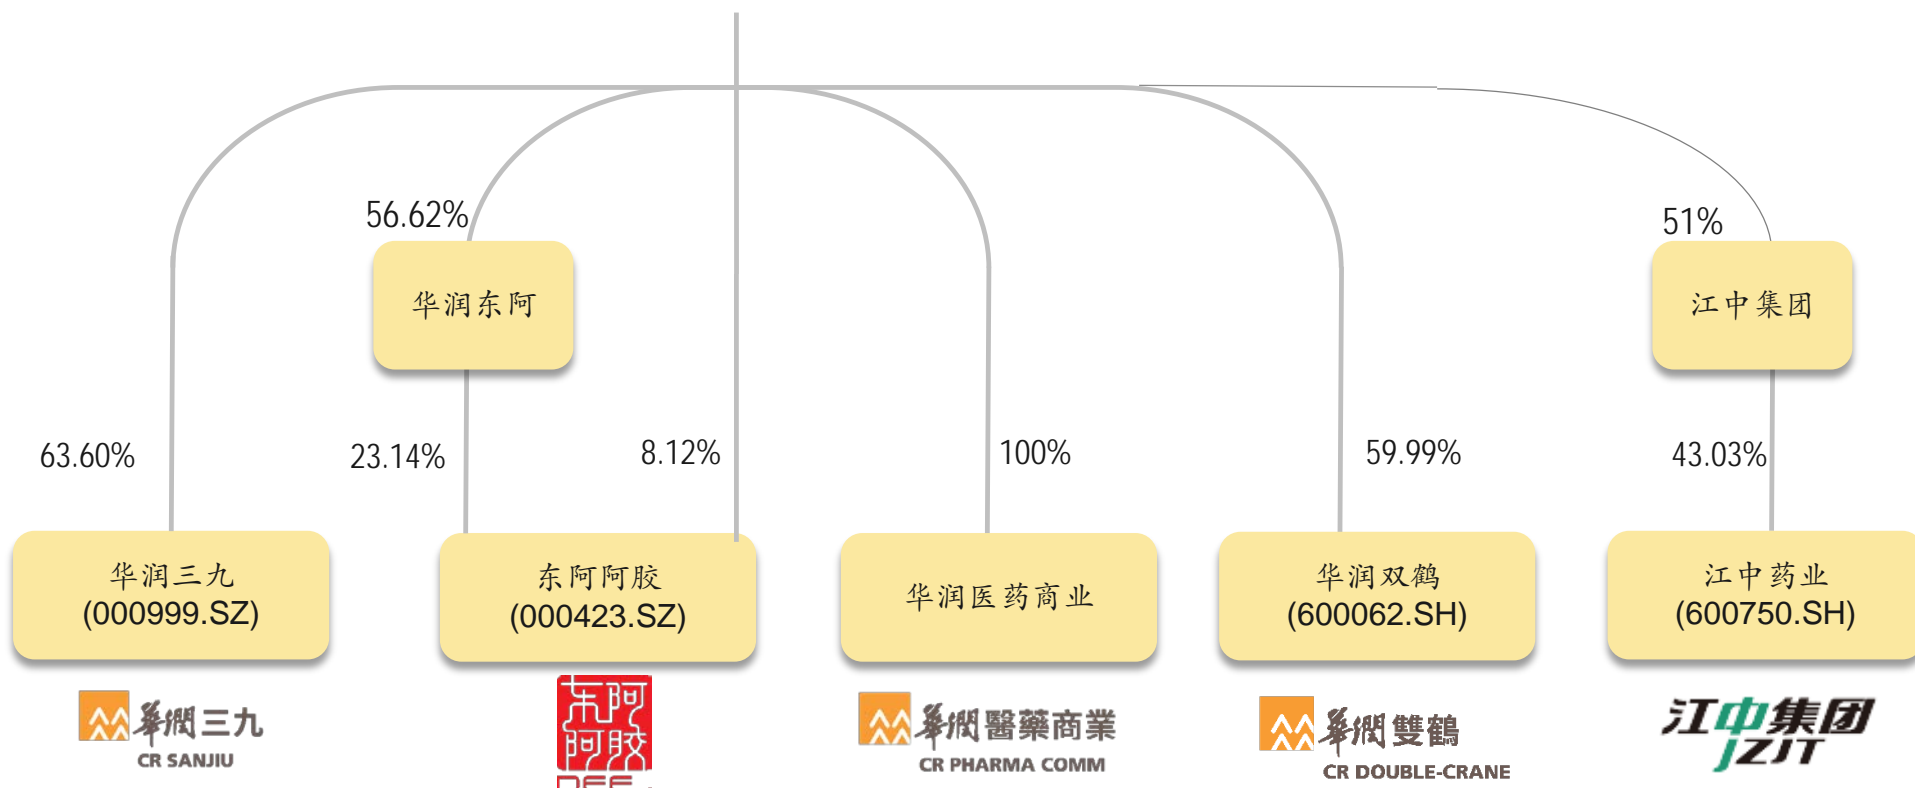 56.62%
51%
华润东阿
江中集团
63.60%
23.14%
8.12%
100%
59.99%
43.03%
华润三九
(000999.SZ)
东阿阿胶
(000423.SZ)
华润医药商业
华润双鹤
(600062.SH)
江中药业
(600750.SH)
華潤三九
CR SANJIU
东阿
阿胶
華潤醫藥商業
CR PHARMA COMM
華潤雙鶴
CR DOUBLE-CRANE
江中集团
JZJT